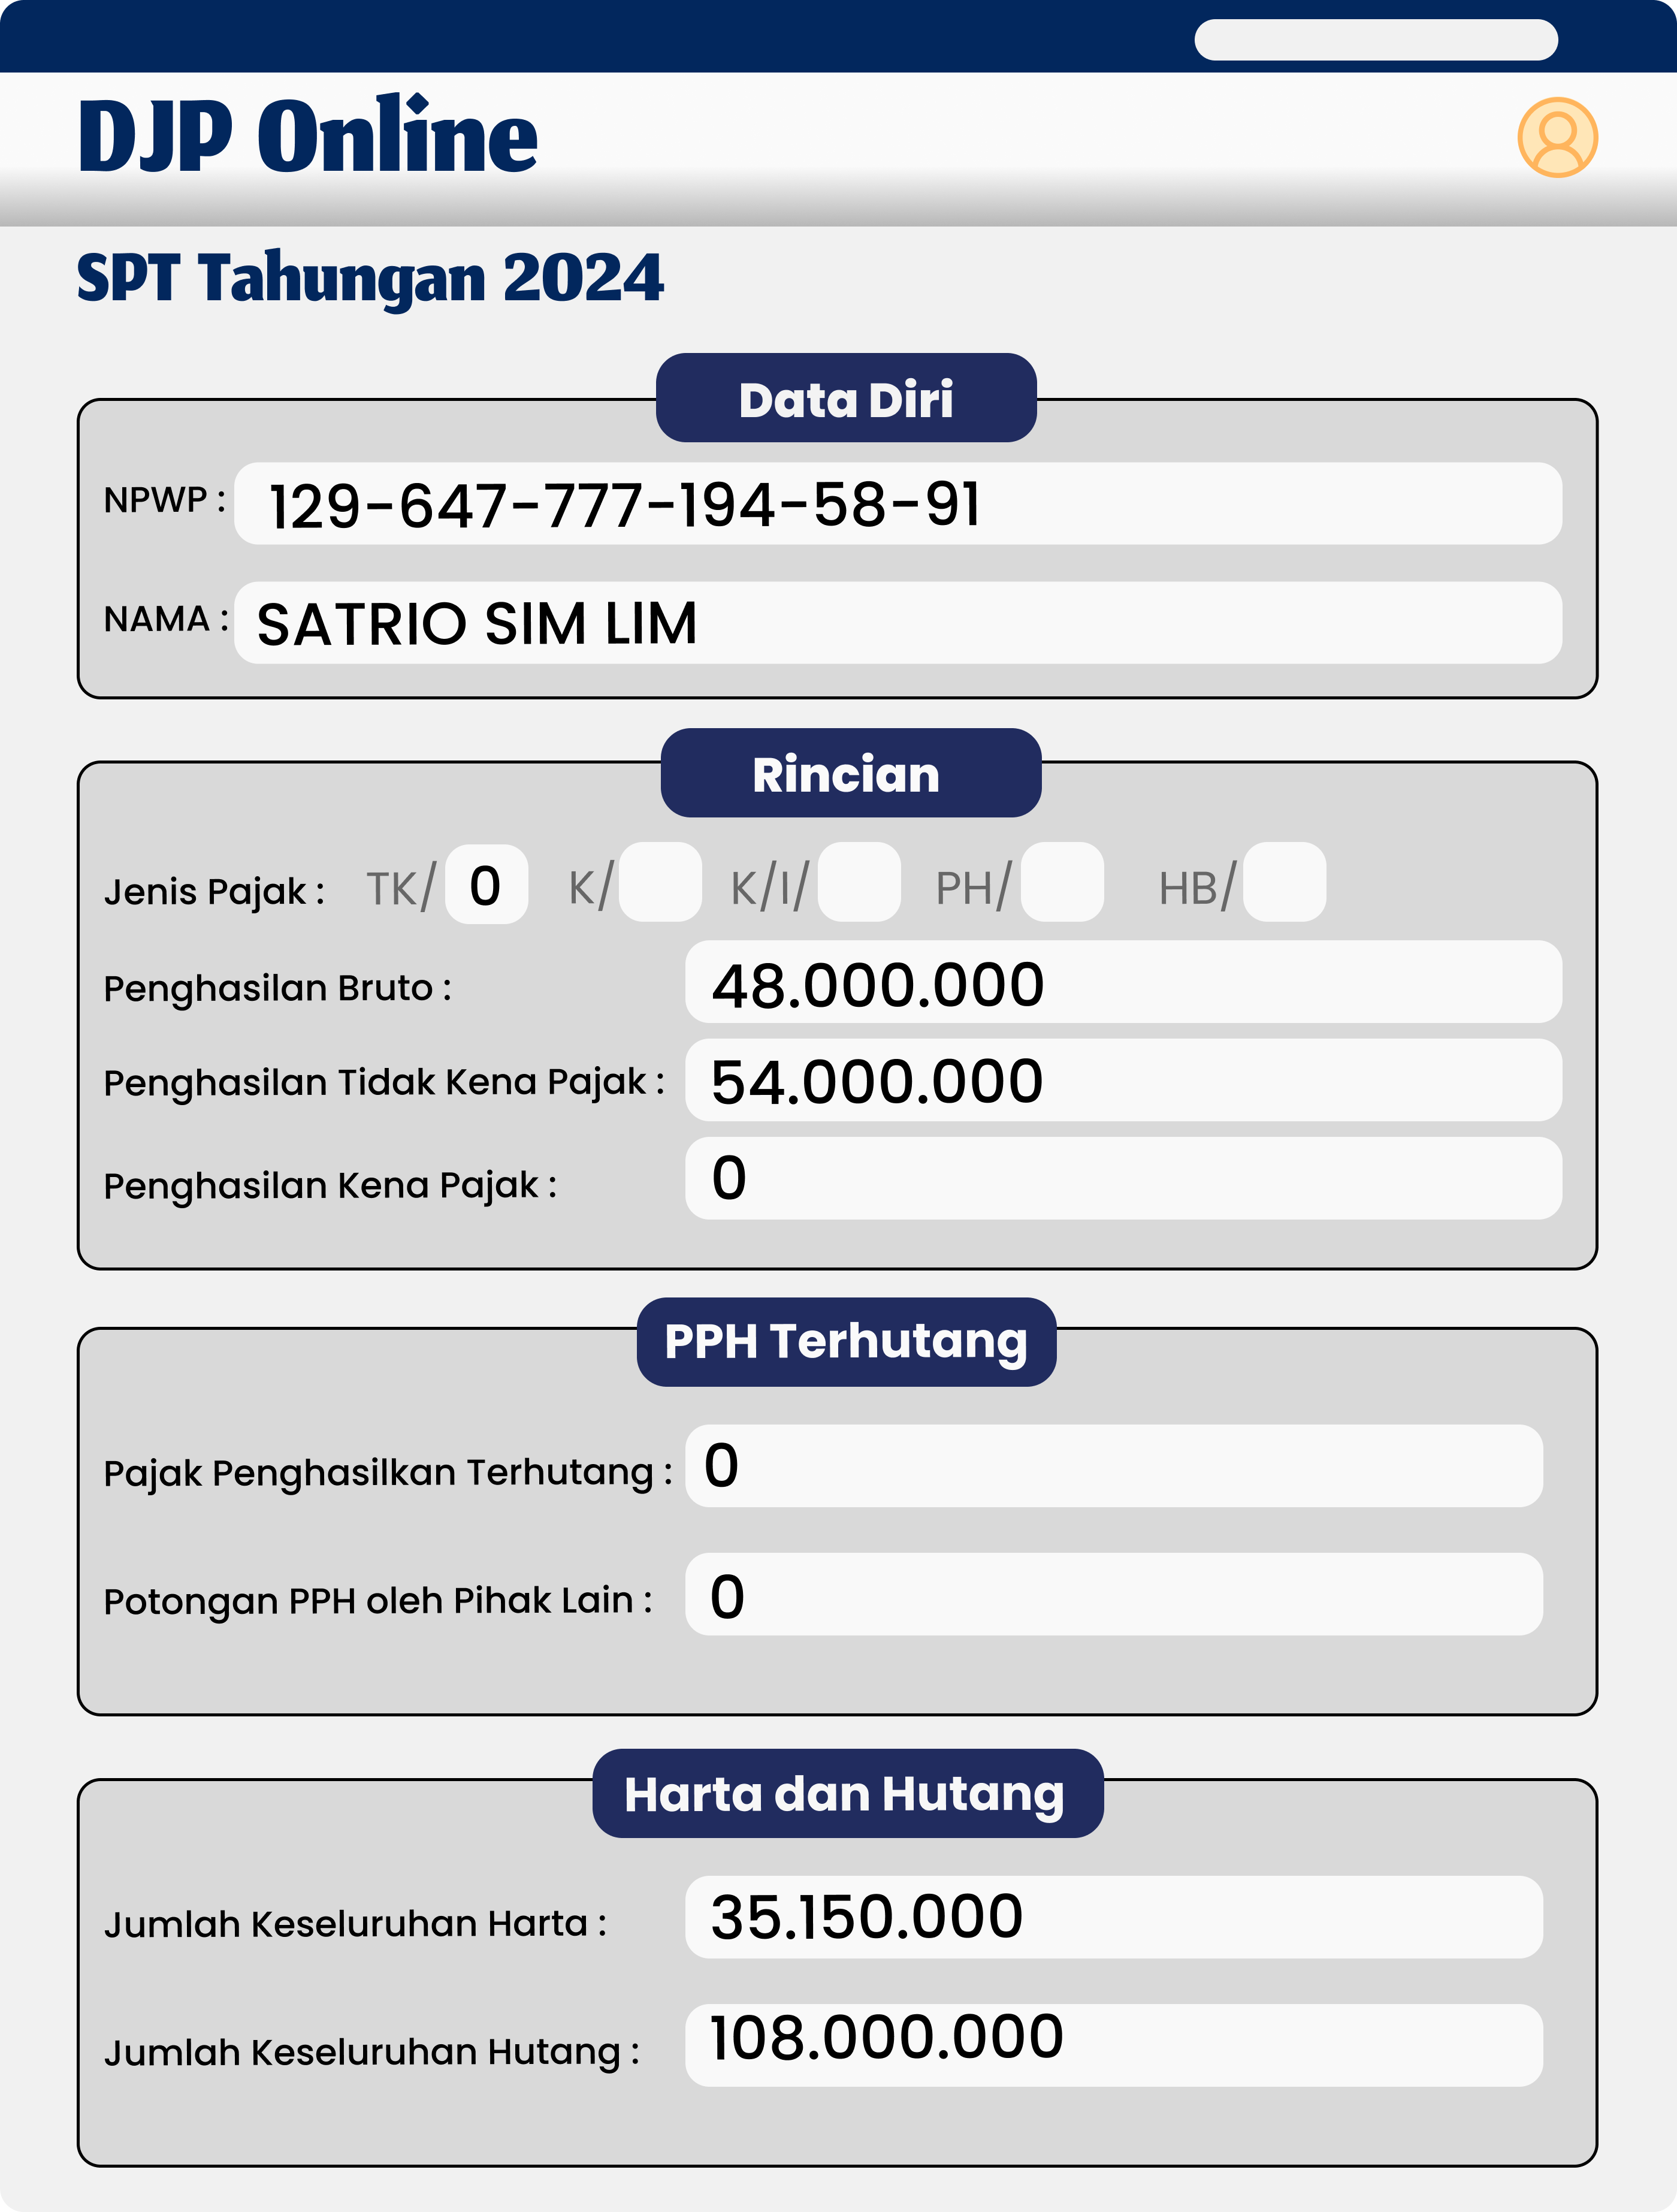 DJP Online
SPT Tahungan 2024
Data Diri
NPWP : 129-647-777-194-58-91
NAMA : SATRIO SIM LIM
Rincian
Jenis Pajak : TK/ 0 K/ K/I/ PH/ HB/
Penghasilan Bruto : 48.000.000
Penghasilan Tidak Kena Pajak : 54.000.000
Penghasilan Kena Pajak : 0
PPH Terhutang
Pajak Penghasilkan Terhutang : 0
Potongan PPH oleh Pihak Lain : 0
Harta dan Hutang
Jumlah Keseluruhan Harta : 35.150.000
Jumlah Keseluruhan Hutang : 108.000.000